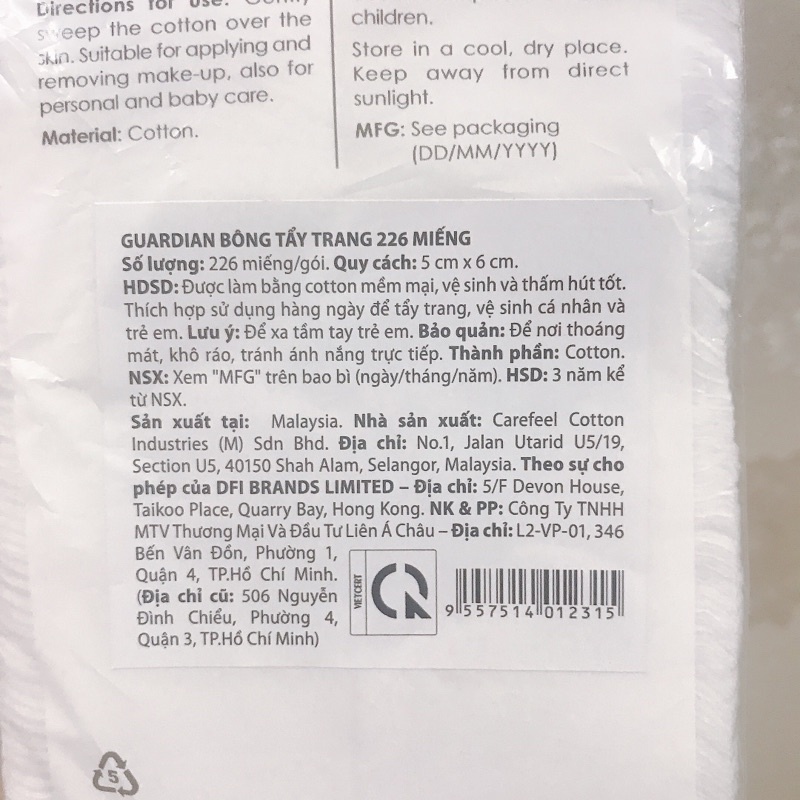 Directions for use:
sweep the cotton over the
skin. Suitable for applying and
removing make-up, also for
personal and baby care.
Material: Cotton.
children.
Store in a cool, dry place.
Keep away from direct
sunlight.
MFG: See packaging
(DD/MM/YYYY)
GUARDIAN BÔNG TẨY TRANG 226 MIẾNG
Số lượng: 226 miếng/gói. Quy cách: 5 cm x 6 cm.
HDSD: Được làm bằng cotton mềm mại, vệ sinh và thấm hút tốt.
Thích hợp sử dụng hàng ngày để tẩy trang, vệ sinh cá nhân và
trẻ em. Lưu ý: Để xa tầm tay trẻ em. Bảo quản: Để nơi thoáng
mát, khô ráo, tránh ánh nắng trực tiếp. Thành phần: Cotton.
NSX: Xem "MFG" trên bao bì (ngày/tháng/năm). HSD: 3 năm kể
từ NSX.
Sản xuất tại: Malaysia. Nhà sản xuất: Carefeel Cotton
Industries (M) Sdn Bhd. Địa chỉ: No.1, Jalan Utarid U5/19,
Section U5, 40150 Shah Alam, Selangor, Malaysia. Theo sự cho
phép của DFI BRANDS LIMITED – Địa chỉ: 5/F Devon House,
Taikoo Place, Quarry Bay, Hong Kong. NK & PP: Công Ty TNHH
MTV Thương Mại Và Đầu Tư Liên Á Châu – Địa chỉ: L2-VP-01, 346
Bến Vân Đồn, Phường 1,
Quận 4, TP.Hồ Chí Minh.
(Địa chỉ cũ: 506 Nguyễn
Đình Chiểu, Phường 4,
Quận 3, TP.Hồ Chí Minh)
VIETCERT
9 557514 012315
5